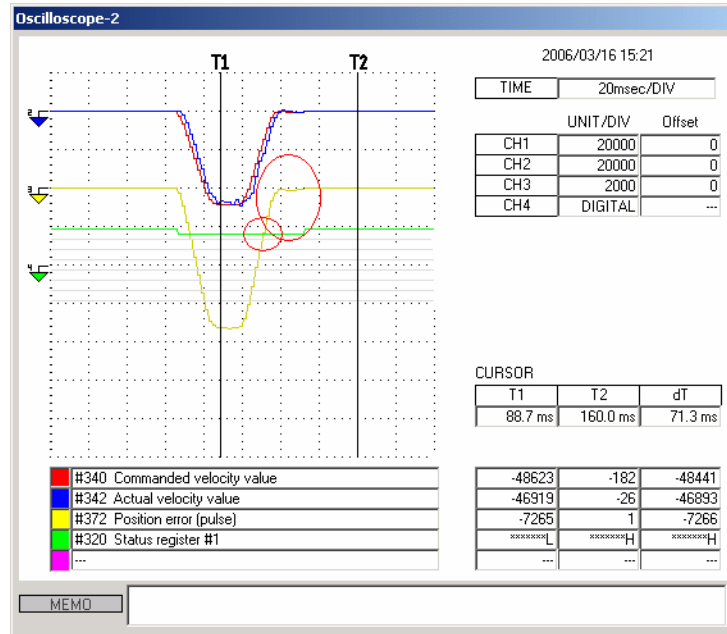 Oscilloscope-2
T1 T2
2006/03/16 15:21
TIME 20msec/DIV
UNIT/DIV Offset
CH1 20000 0
CH2 20000 0
CH3 2000 0
CH4 DIGITAL ---
2
3
4
CURSOR
T1 T2 dT
88.7 ms 160.0 ms 71.3 ms
#340 Commanded velocity value -48623 -182 -48441
#342 Actual velocity value -46919 -26 -46893
#372 Position error (pulse) -7265 1 -7266
#320 Status register #1 *******L *******H *******H
--- --- --- ---
MEMO